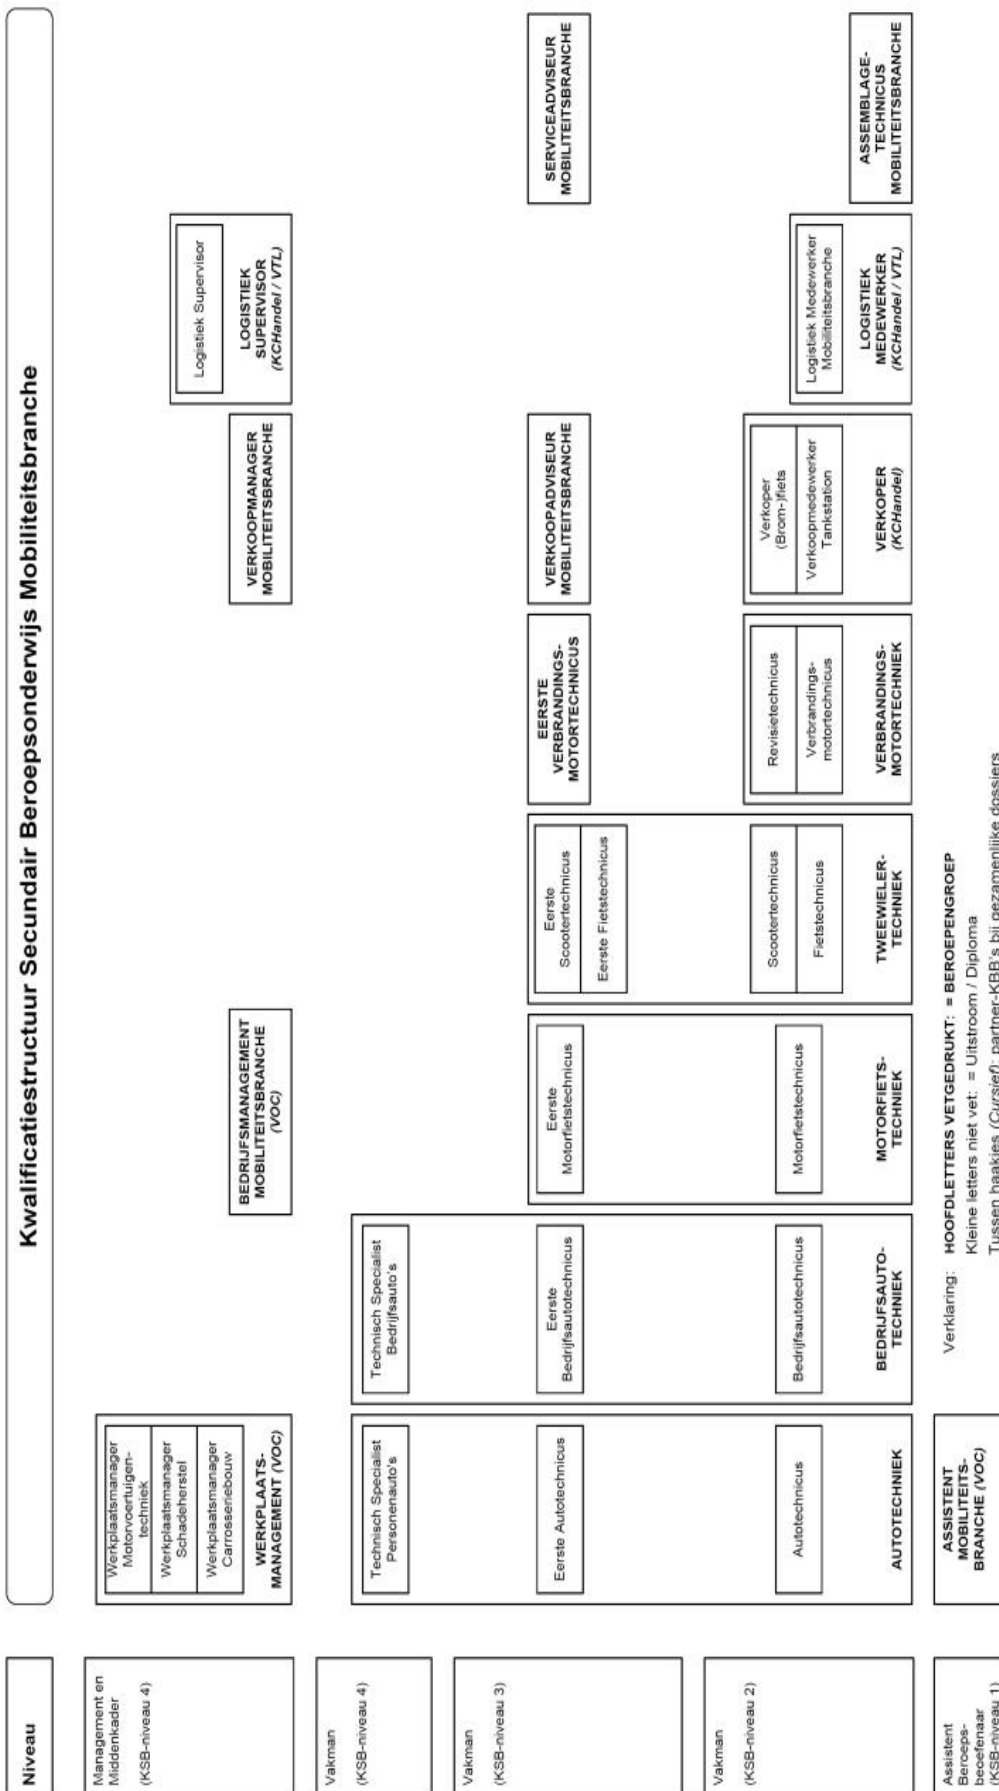 Kwalificatiestructuur Secundair Beroepsonderwijs Mobiliteitsbranche
Niveau
Management en
Middenkader
(KSB-niveau 4)
Werkplaatsmanager
Motorvoertuigen-
techniek
Werkplaatsmanager
Schadeherstel
Werkplaatsmanager
Carrosseriebouw
WERKPLAATS-
MANAGEMENT (VOC)
BEDRIJFSMANAGEMENT
MOBILITEITSBRANCHE
(VOC)
VERKOOPMANAGER
MOBILITEITSBRANCHE
Logistiek Supervisor
LOGISTIEK
SUPERVISOR
(KCHandel / VTL)
Vakman
(KSB-niveau 4)
Technisch Specialist
Personenauto's
Technisch Specialist
Bedrijfsauto's
Vakman
(KSB-niveau 3)
Eerste Autotechnicus
Eerste
Bedrijfsautotechnicus
Eerste
Motorfietstechnicus
Eerste
Scootertechnicus
Eerste Fietstechnicus
EERSTE
VERBRANDINGS-
MOTORTECHNICUS
VERKOOPADVISEUR
MOBILITEITSBRANCHE
SERVICEADVISEUR
MOBILITEITSBRANCHE
Vakman
(KSB-niveau 2)
Autotechnicus
AUTOTECHNIEK
Bedrijfsautotechnicus
BEDRIJFSAUTO-
TECHNIEK
Motorfietstechnicus
MOTORFIETS-
TECHNIEK
Scootertechnicus
Fietstechnicus
TWEEWIELER-
TECHNIEK
Revisietechnicus
Verbrandings-
motortechnicus
VERBRANDINGS-
MOTORTECHNIEK
Verkoper
(Brom-)fiets
Verkoopmedewerker
Tankstation
VERKOPER
(KCHandel)
Logistiek Medewerker
Mobiliteitsbranche
LOGISTIEK
MEDEWERKER
(KCHandel / VTL)
ASSEMBLAGE-
TECHNICUS
MOBILITEITSBRANCHE
Assistent
Beroeps-
beoefenaar
(KSB-niveau 1)
ASSISTENT
MOBILITEITS-
BRANCHE (VOC)
Verklaring: HOOFDLETTERS VETGEDRUKT: = BEROEPENGROEP
Kleine letters niet vet: = Uitstroom / Diploma
Tussen haakjes (Cursief): partner-KBB's bij gezamenlijke dossiers